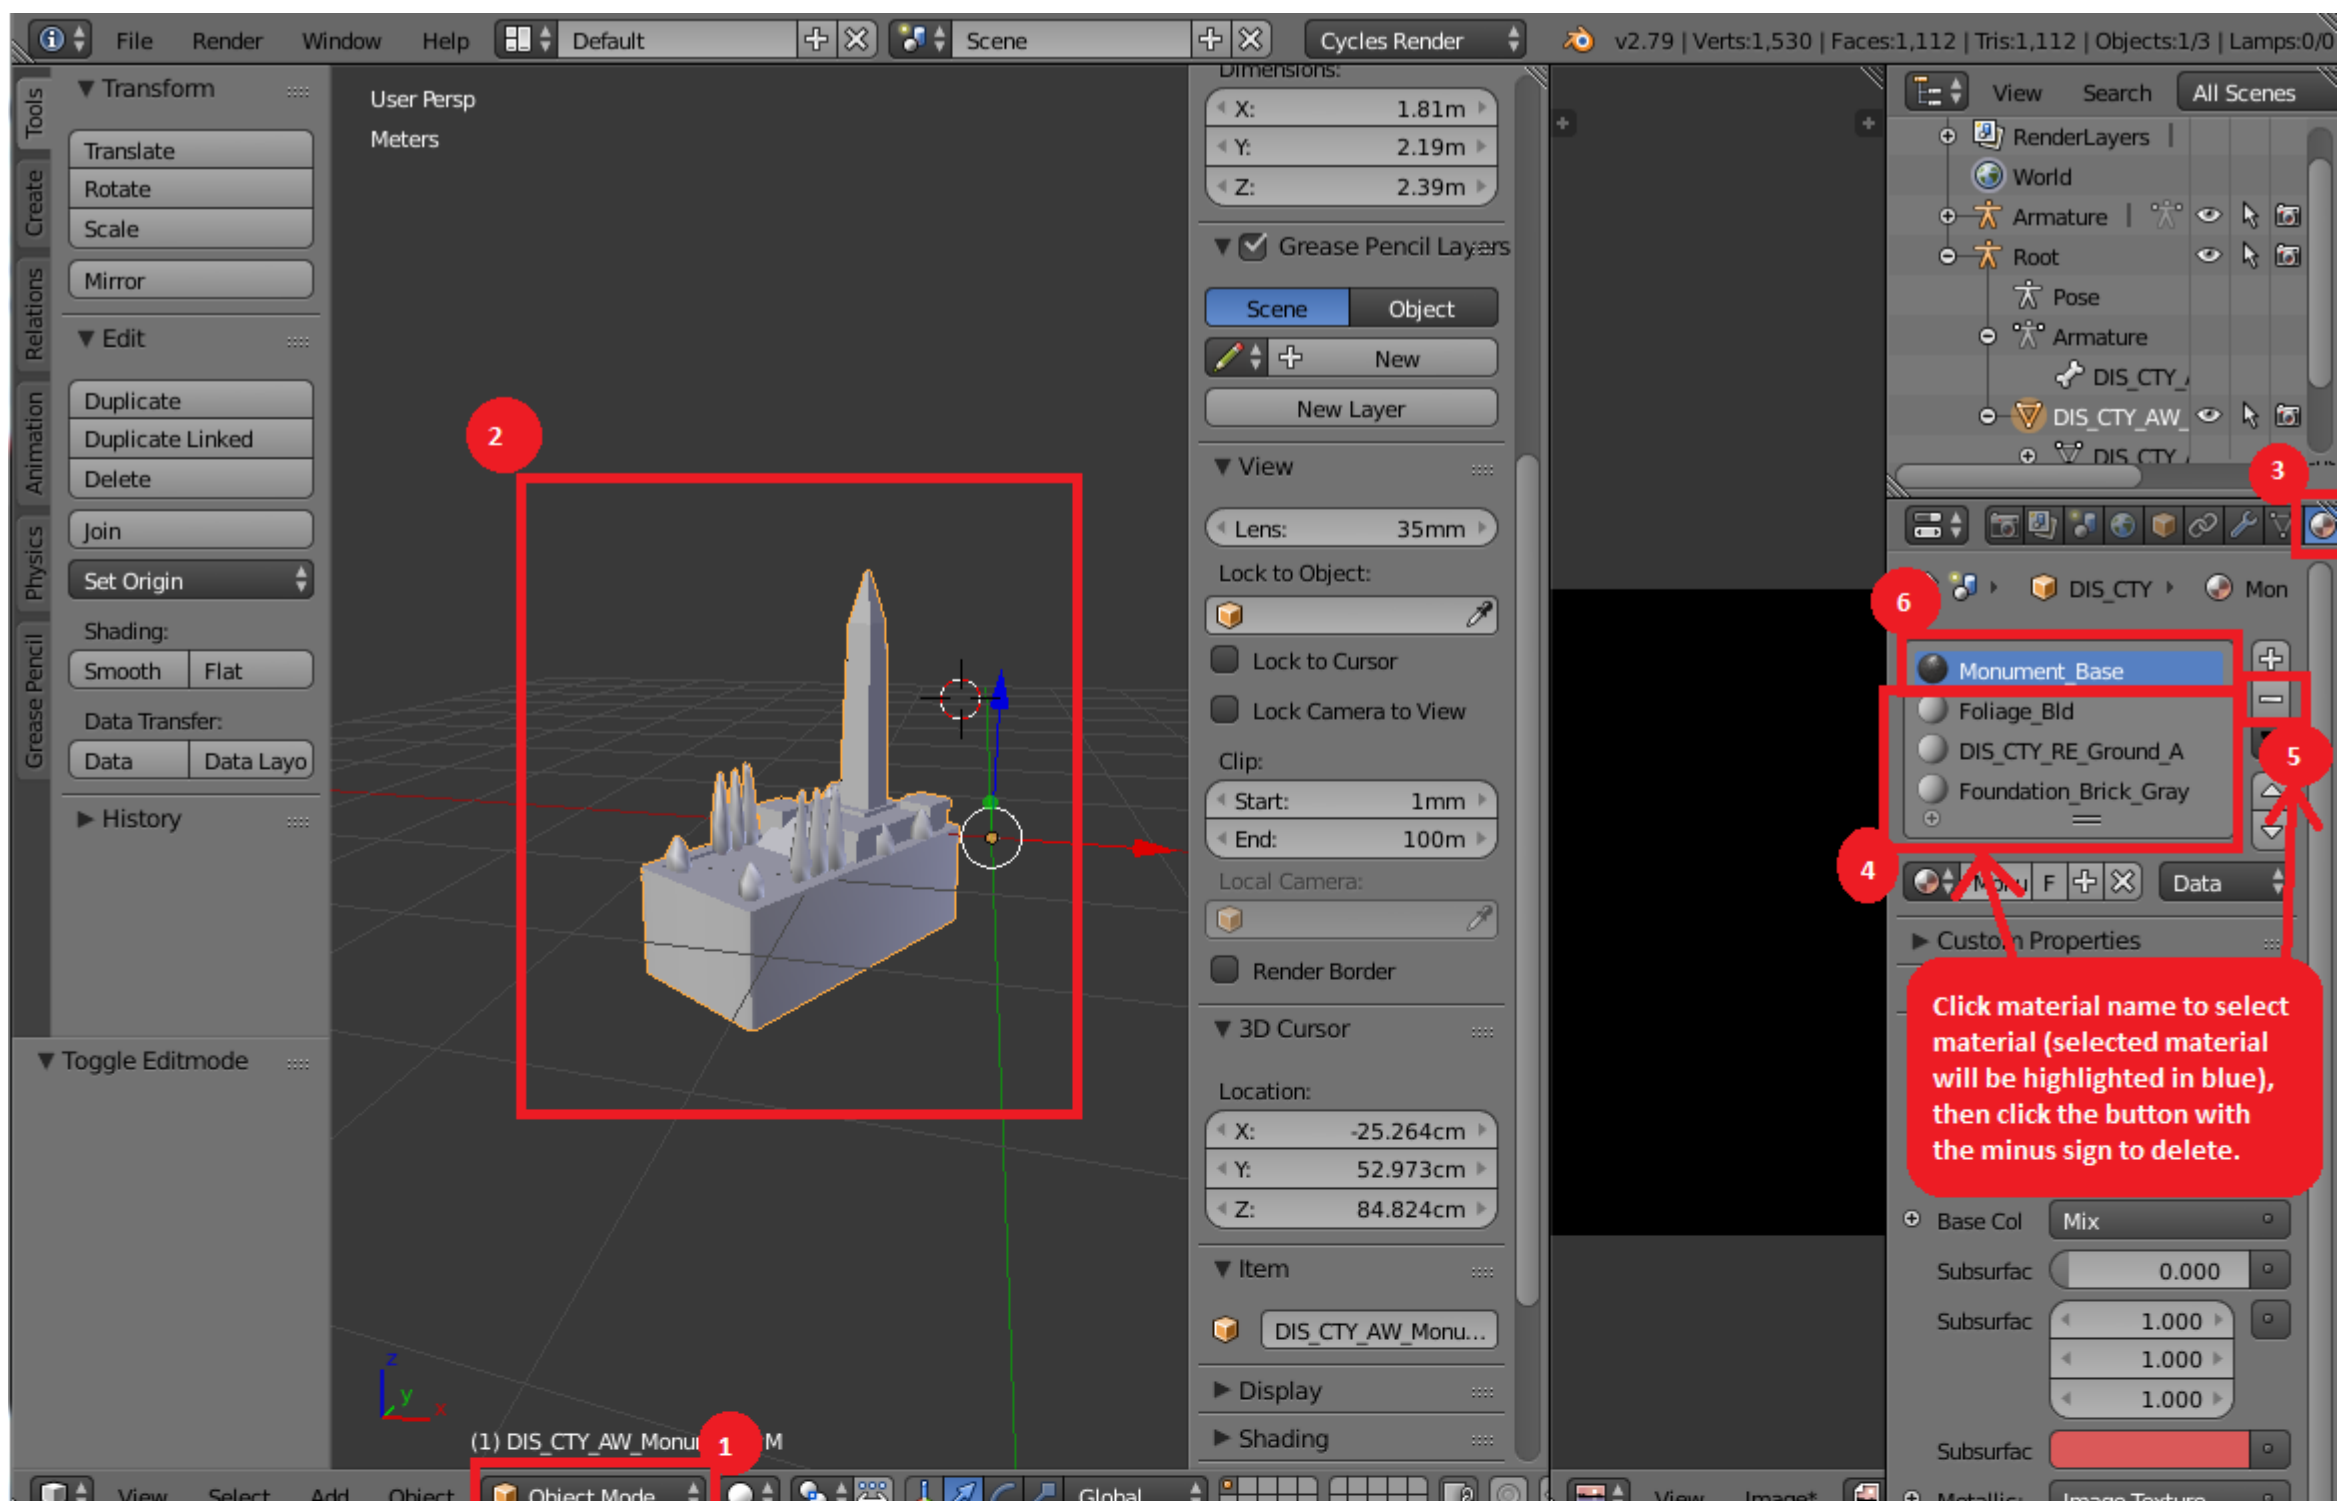 File Render Window Help Default Scene Cycles Render v2.79 | Verts:1,530 | Faces:1,112 | Tris:1,112 | Objects:1/3 | Lamps:0/0
Tools
Create
Relations
Animation
Physics
Grease Pencil
Transform
Translate
Rotate
Scale
Mirror
Edit
Duplicate
Duplicate Linked
Delete
Join
Set Origin
Shading:
Smooth Flat
Data Transfer:
Data Data Layo
History
Toggle Editmode
User Persp
Meters
2
(1) DIS_CTY_AW_Monu
M
1
View Select Add Object Object Mode Global
Dimensions:
X: 1.81m
Y: 2.19m
Z: 2.39m
Grease Pencil Layers
Scene Object
New
New Layer
View
Lens: 35mm
Lock to Object:
Lock to Cursor
Lock Camera to View
Clip:
Start: 1mm
End: 100m
Local Camera:
Render Border
3D Cursor
Location:
X: -25.264cm
Y: 52.973cm
Z: 84.824cm
Item
DIS_CTY_AW_Monu...
Display
Shading
View Image*
View Search All Scenes
RenderLayers
World
Armature
Root
Pose
Armature
DIS_CTY_
DIS_CTY_AW_
DIS_CTY
3
DIS_CTY Mon
6
Monument_Base
Foliage_Bld
DIS_CTY_RE_Ground_A
Foundation_Brick_Gray
5
4
F Data
Custom Properties
Click material name to select
material (selected material
will be highlighted in blue),
then click the button with
the minus sign to delete.
Base Col Mix
Subsurfac 0.000
Subsurfac 1.000
1.000
1.000
Subsurfac
Metallic: Image Texture